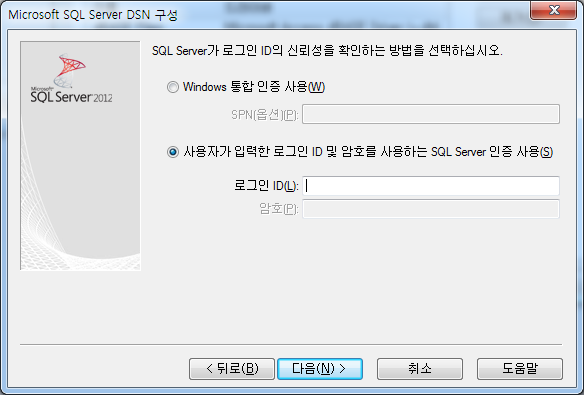 Microsoft SQL Server DSN 구성
SQL Server가 로그인 ID의 신뢰성을 확인하는 방법을 선택하십시오.
Microsoft
SQL Server 2012
Windows 통합 인증 사용(W)
SPN(옵션)(P):
사용자가 입력한 로그인 ID 및 암호를 사용하는 SQL Server 인증 사용(S)
로그인 ID(L):
암호(P):
< 뒤로(B)
다음(N) >
취소
도움말